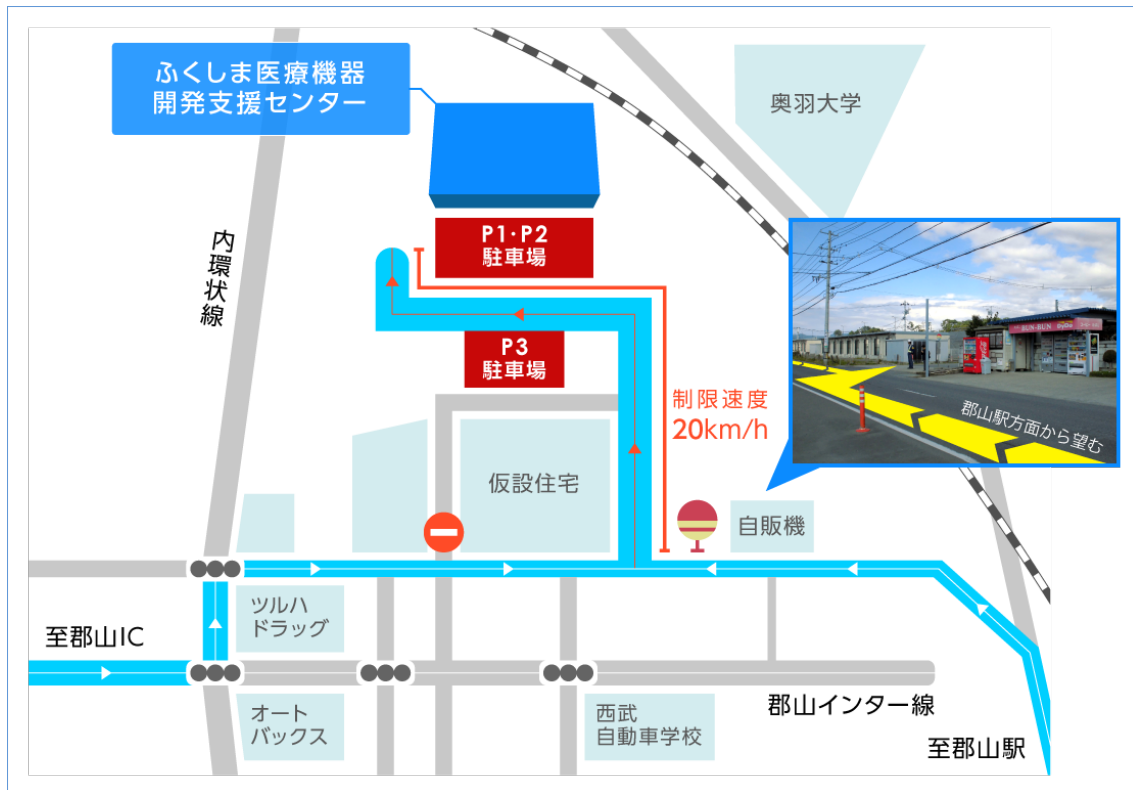 ふくしま医療機器
開発支援センター
奥羽大学
内環状線
P1・P2
駐車場
P3
駐車場
制限速度
20km/h
BUN-BUN
郡山駅方面から望む
仮設住宅
自販機
ツルハ
ドラッグ
至郡山IC
オート
バックス
西武
自動車学校
郡山インター線
至郡山駅